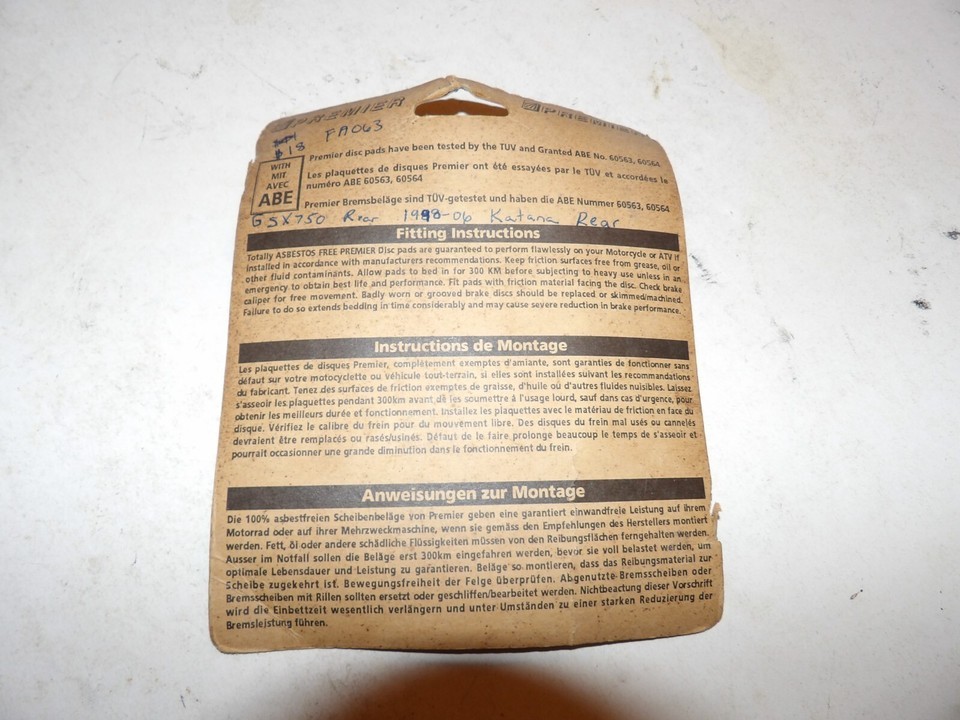 PREMIER PREMIER
FA063
$18
WITH
MIT
AVEC
ABE
Premier disc pads have been tested by the TUV and Granted ABE No. 60563, 60564
Les plaquettes de disques Premier ont été essayées par le TÜV et accordées le
numéro ABE 60563, 60564
Premier Bremsbeläge sind TÜV-getestet und haben die ABE Nummer 60563, 60564
GSX750 Rear 1998-06 Katana Rear
Fitting Instructions
Totally ASBESTOS FREE PREMIER Disc pads are guaranteed to perform flawlessly on your Motorcycle or ATV if
installed in accordance with manufacturers recommendations. Keep friction surfaces free from grease, oil or
other fluid contaminants. Allow pads to bed in for 300 KM before subjecting to heavy use unless in an
emergency to obtain best life and performance. Fit pads with friction material facing the disc. Check brake
caliper for free movement. Badly worn or grooved brake discs should be replaced or skimmed/machined.
Failure to do so extends bedding in time considerably and may cause severe reduction in brake performance.
Instructions de Montage
Les plaquettes de disques Premier, complètement exemptes d'amiante, sont garanties de fonctionner sans
défaut sur votre motocyclette ou véhicule tout-terrain, si elles sont installées suivant les recommandations
du fabricant. Tenez des surfaces de friction exemptes de graisse, d'huile où d'autres fluides nuisibles. Laissez
s'asseoir les plaquettes pendant 300km avant de les soumettre à l'usage lourd, sauf dans cas d'urgence, pour
obtenir les meilleurs durée et fonctionnement. Installez les plaquettes avec le matériau de friction en face du
disque. Vérifiez le calibre du frein pour du mouvement libre. Des disques du frein mal usés ou cannelés
devraient être remplacés ou rasés/usinés. Défaut de le faire prolonge beaucoup le temps de s'asseoir et
pourrait occasionner une grande diminution dans le fonctionnement du frein.
Anweisungen zur Montage
Die 100% asbestfreien Scheibenbeläge von Premier geben eine garantiert einwandfreie Leistung auf ihrem
Motorrad oder auf ihrer Mehrzweckmaschine, wenn sie gemäss den Empfehlungen des Herstellers montiert
werden. Fett, öl oder andere schädliche Flüssigkeiten müssen von den Reibungsflächen ferngehalten werden.
Ausser im Notfall sollen die Beläge erst 300km eingefahren werden, bevor sie voll belastet werden, um
optimale Lebensdauer und Leistung zu garantieren. Beläge so montieren, dass das Reibungsmaterial zur
Scheibe zugekehrt ist. Bewegungsfreiheit der Felge überprüfen. Abgenutzte Bremsscheiben oder
Bremsscheiben mit Rillen sollten ersetzt oder geschliffen/bearbeitet werden. Nichtbeachtung dieser Vorschrift
wird die Einbettzeit wesentlich verlängern und unter Umständen zu einer starken Reduzierung der
Bremsleistung führen.